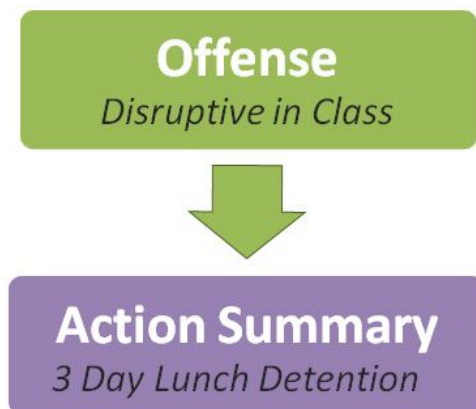 Offense
Disruptive in Class
Action Summary
3 Day Lunch Detention